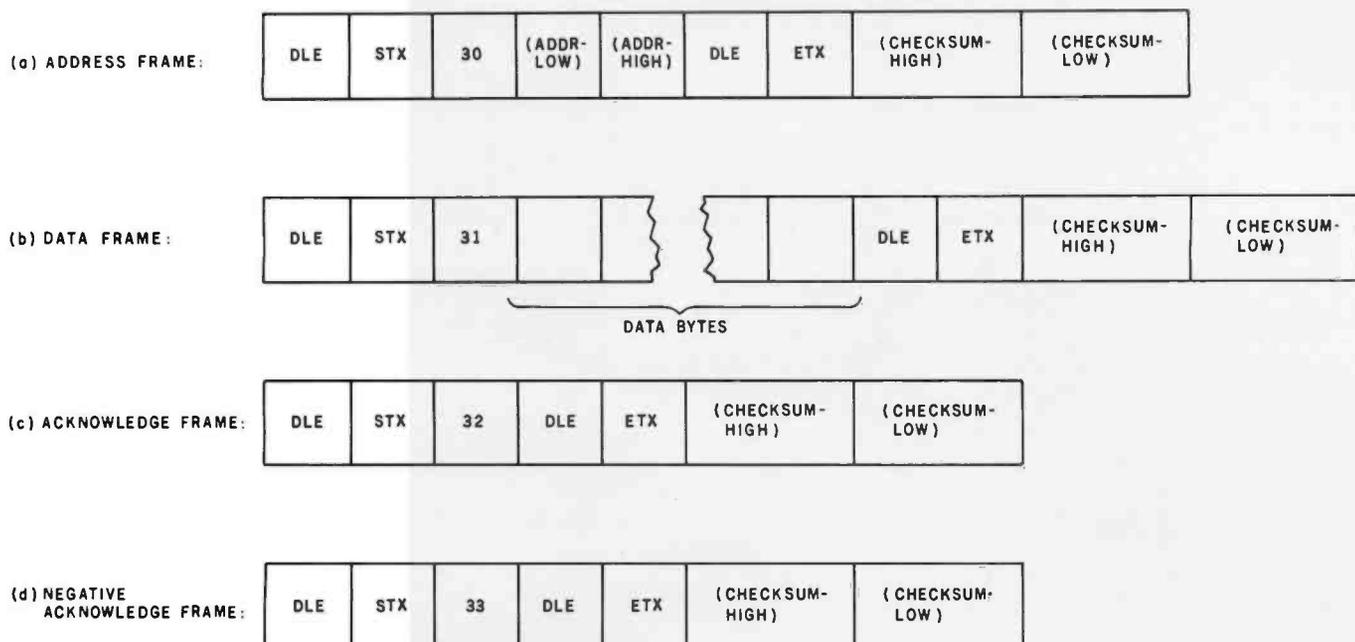 (a) ADDRESS FRAME:
DLE STX 30 (ADDR- (ADDR- DLE ETX (CHECKSUM- (CHECKSUM-
LOW) HIGH) HIGH) LOW)
(b) DATA FRAME:
DLE STX 31 DLE ETX (CHECKSUM- (CHECKSUM-
HIGH) LOW)
DATA BYTES
(c) ACKNOWLEDGE FRAME:
DLE STX 32 DLE ETX (CHECKSUM- (CHECKSUM-
HIGH) LOW)
(d) NEGATIVE
ACKNOWLEDGE FRAME:
DLE STX 33 DLE ETX (CHECKSUM- (CHECKSUM-
HIGH) LOW)